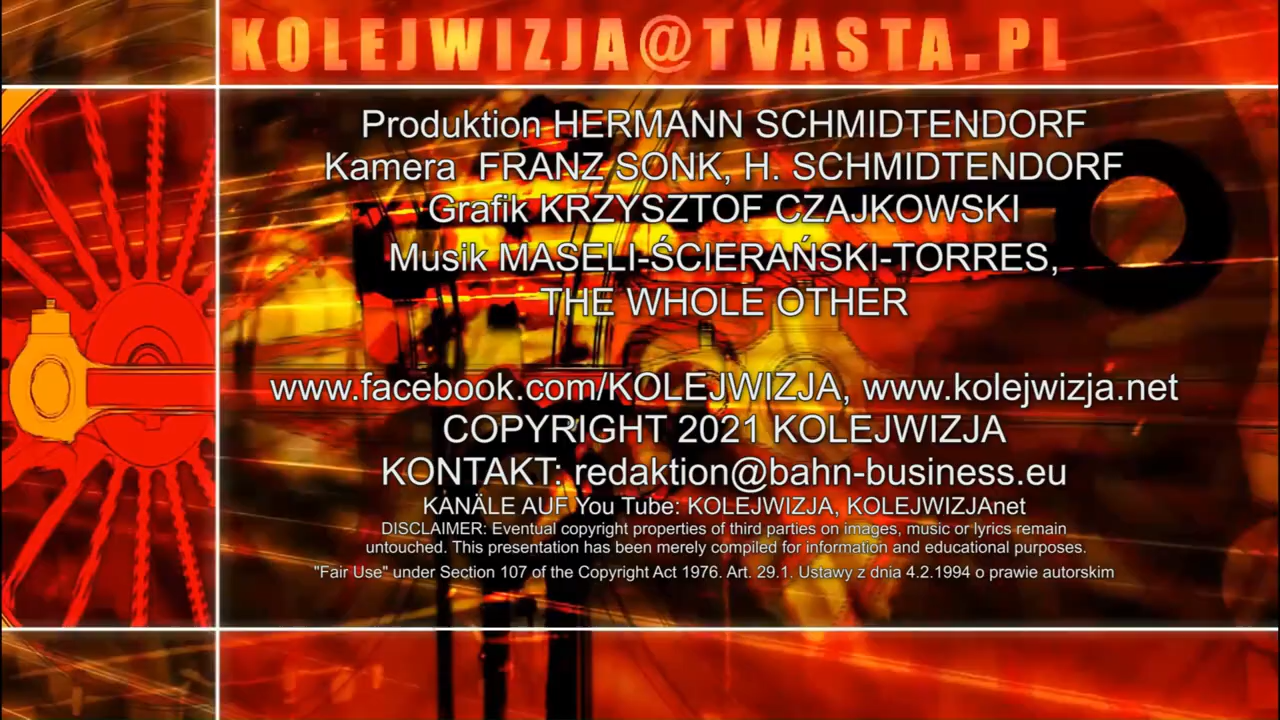 KOLEJWIZJA@TVASTA.PL
Produktion HERMANN SCHMIDTENDORF
Kamera FRANZ SONK, H. SCHMIDTENDORF
Grafik KRZYSZTOF CZAJKOWSKI
Musik MASELI-ŚCIERAŃSKI-TORRES,
THE WHOLE OTHER
www.facebook.com/KOLEJWIZJA, www.kolejwizja.net
COPYRIGHT 2021 KOLEJWIZJA
KONTAKT: redaktion@bahn-business.eu
KANÄLE AUF You Tube: KOLEJWIZJA, KOLEJWIZJAnet
DISCLAIMER: Eventual copyright properties of third parties on images, music or lyrics remain
untouched. This presentation has been merely compiled for information and educational purposes.
"Fair Use" under Section 107 of the Copyright Act 1976. Art. 29.1. Ustawy z dnia 4.2.1994 o prawie autorskim